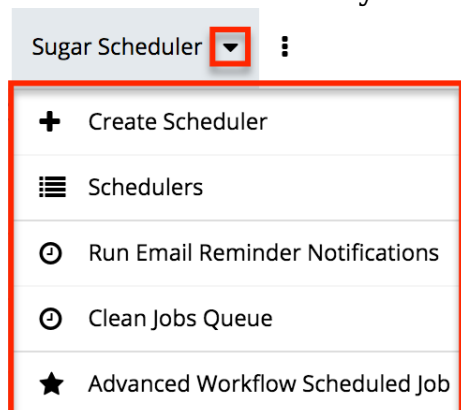 Sugar Scheduler
Create Scheduler
Schedulers
Run Email Reminder Notifications
Clean Jobs Queue
Advanced Workflow Scheduled Job